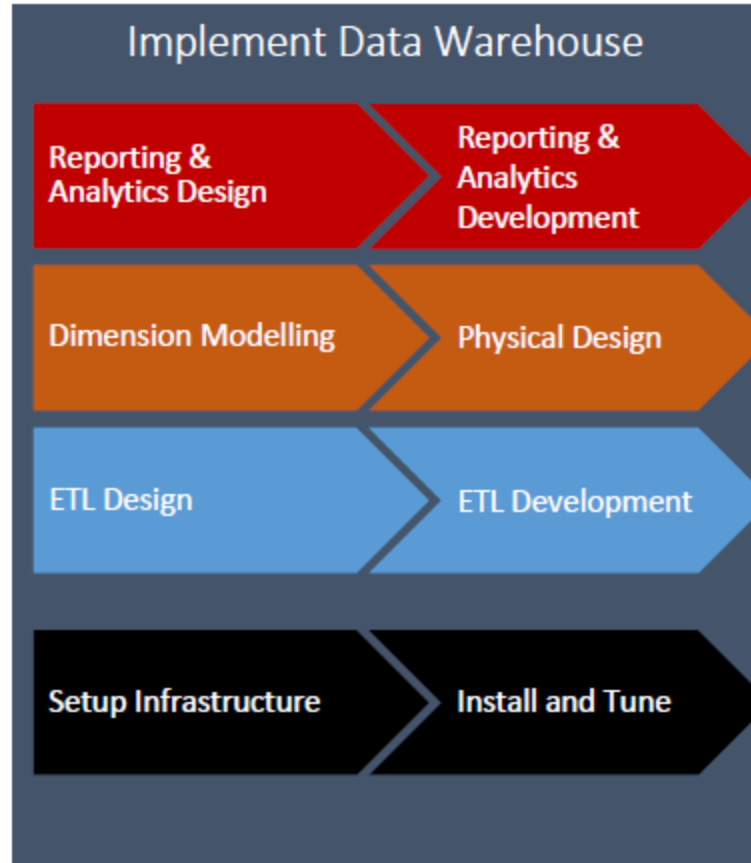 Implement Data Warehouse
Reporting &
Analytics Design
Reporting &
Analytics
Development
Dimension Modelling
Physical Design
ETL Design
ETL Development
Setup Infrastructure
Install and Tune